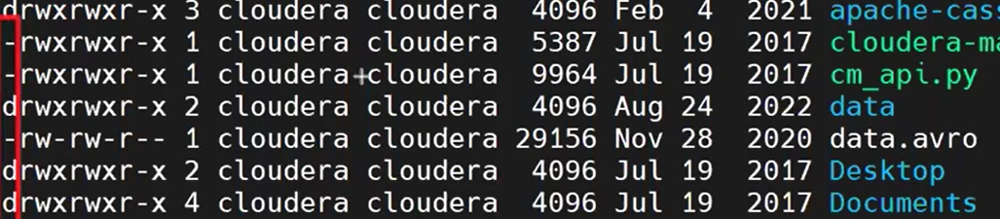 drwxrwxr-x 3 cloudera cloudera 4096 Feb 4 2021 apache-cas
-rwxrwxr-x 1 cloudera cloudera 5387 Jul 19 2017 cloudera-m
-rwxrwxr-x 1 cloudera cloudera 9964 Jul 19 2017 cm_api.py
drwxrwxr-x 2 cloudera cloudera 4096 Aug 24 2022 data
-rw-rw-r-- 1 cloudera cloudera 29156 Nov 28 2020 data.avro
drwxrwxr-x 2 cloudera cloudera 4096 Jul 19 2017 Desktop
drwxrwxr-x 4 cloudera cloudera 4096 Jul 19 2017 Documents